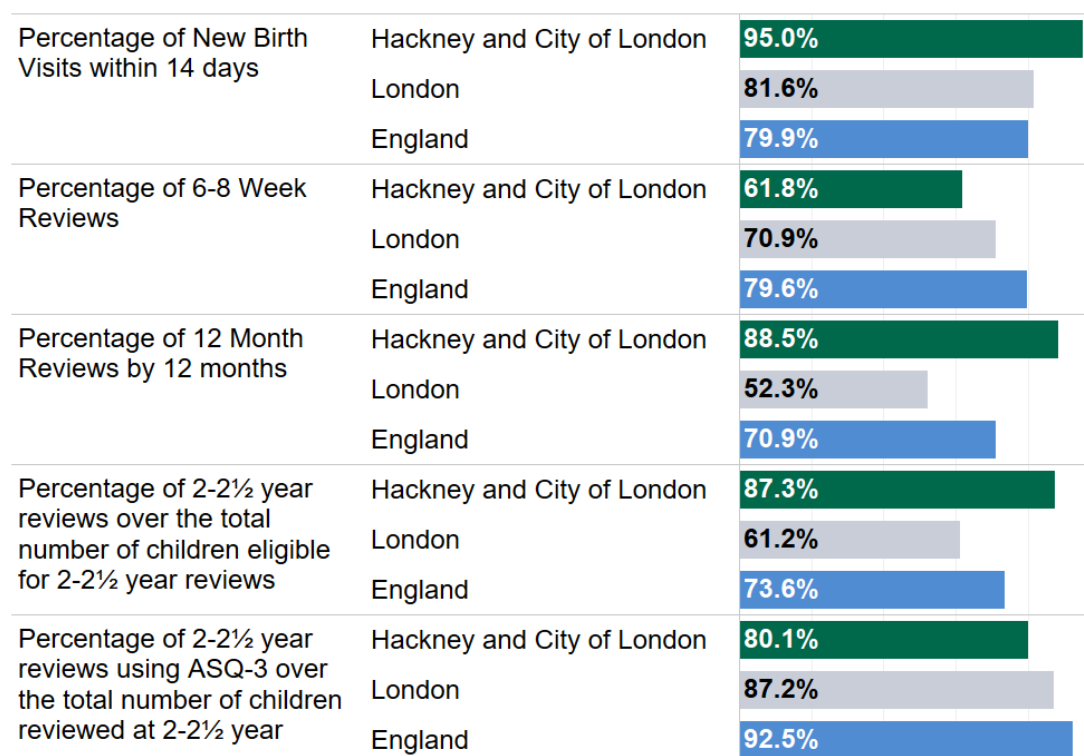 Percentage of New Birth
Visits within 14 days
Hackney and City of London 95.0%
London 81.6%
England 79.9%
Percentage of 6-8 Week
Reviews
Hackney and City of London 61.8%
London 70.9%
England 79.6%
Percentage of 12 Month
Reviews by 12 months
Hackney and City of London 88.5%
London 52.3%
England 70.9%
Percentage of 2-2½ year
reviews over the total
number of children eligible
for 2-2½ year reviews
Hackney and City of London 87.3%
London 61.2%
England 73.6%
Percentage of 2-2½ year
reviews using ASQ-3 over
the total number of children
reviewed at 2-2½ year
Hackney and City of London 80.1%
London 87.2%
England 92.5%